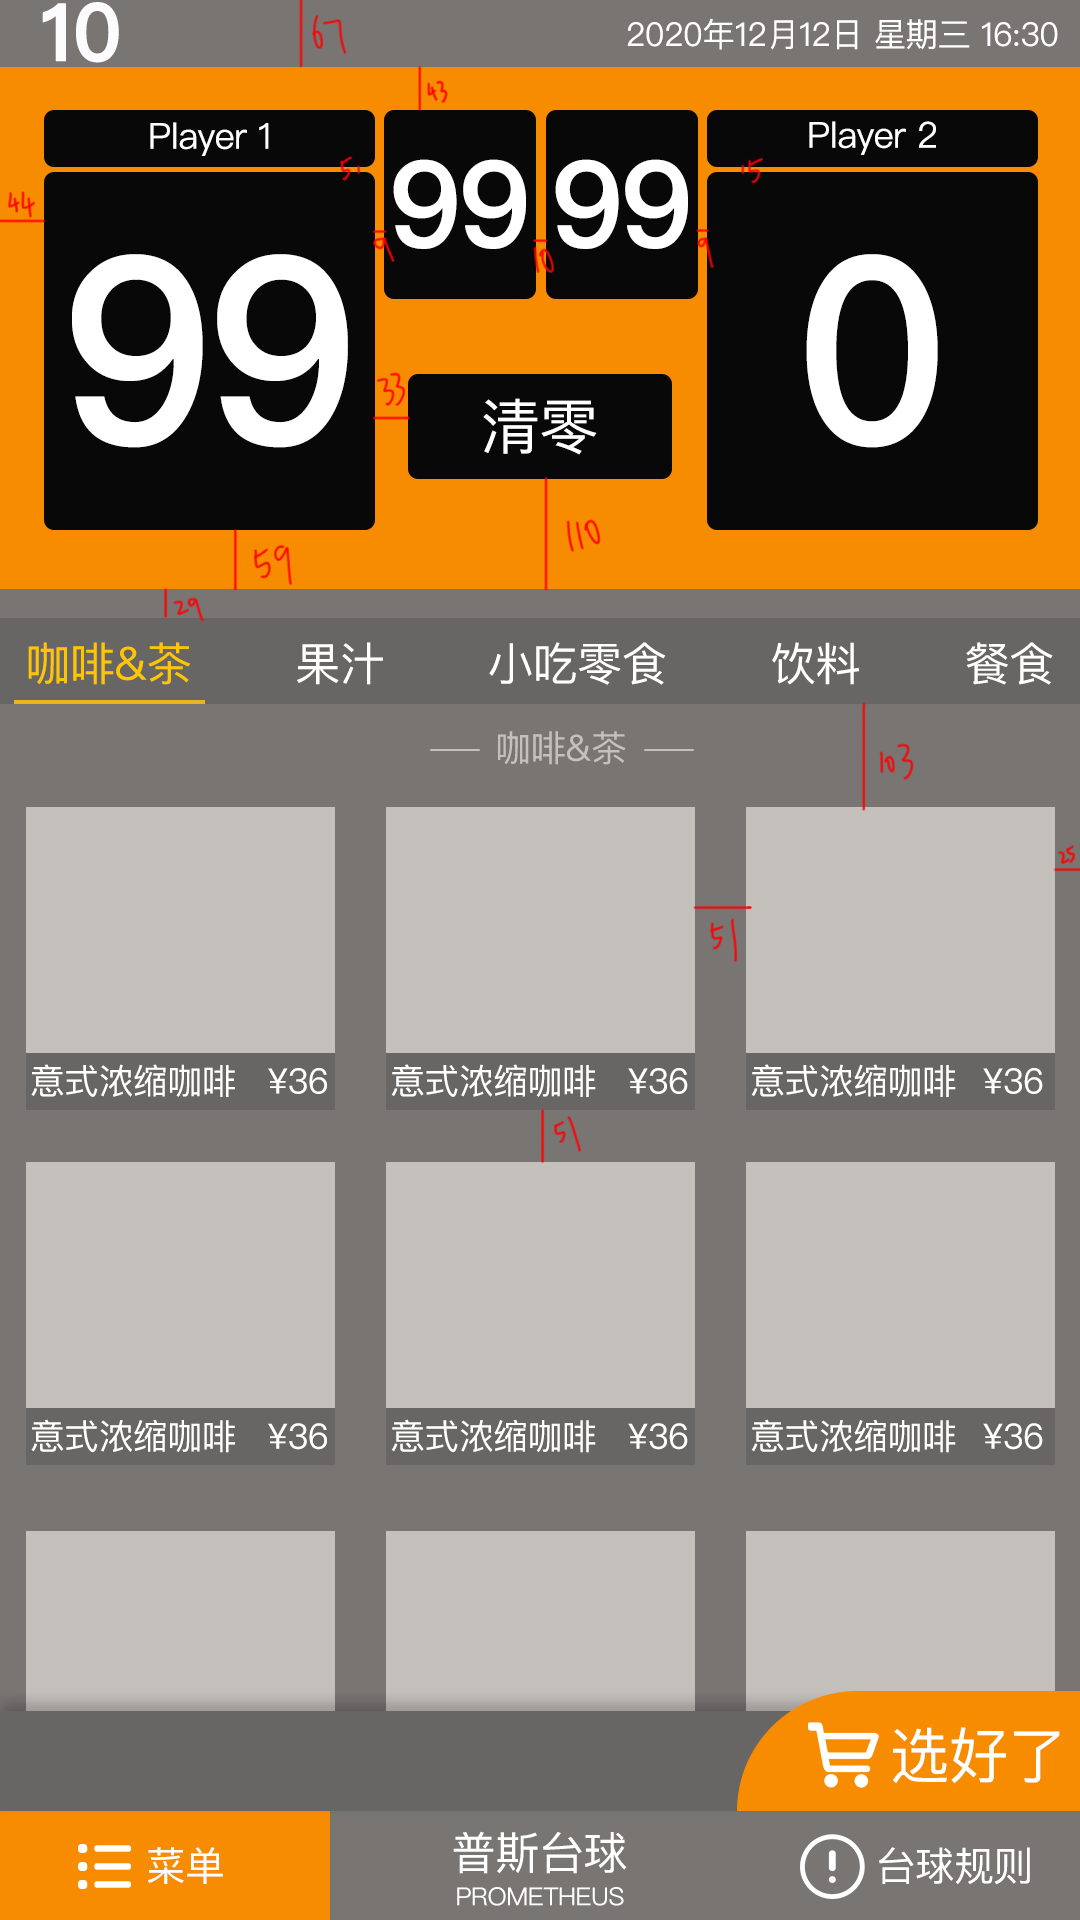 10 67 2020年12月12日 星期三 16:30
43
Player 1 Player 2
5 5
44 99 99 99 0
9 10 9
33 清零
59 110
29
咖啡&茶 果汁 小吃零食 饮料 餐食
咖啡&茶 103
25
51
意式浓缩咖啡 ¥36 意式浓缩咖啡 ¥36 意式浓缩咖啡 ¥36
51
意式浓缩咖啡 ¥36 意式浓缩咖啡 ¥36 意式浓缩咖啡 ¥36
选好了
菜单 普斯台球 台球规则
PROMETHEUS